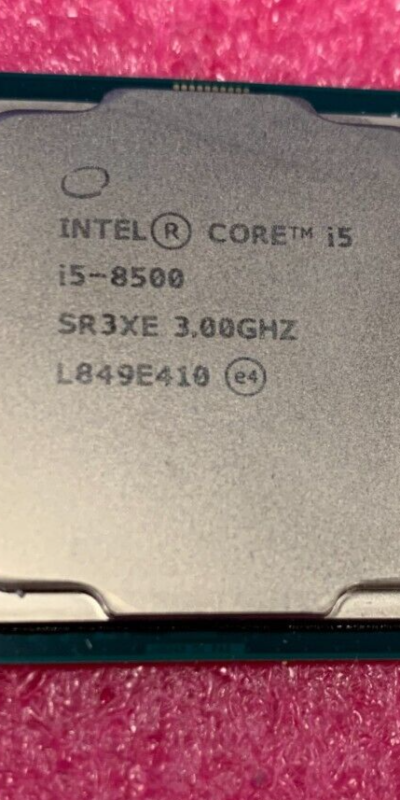 INTEL® CORE™ i5
i5-8500
SR3XE 3.00GHZ
L849E410 e4